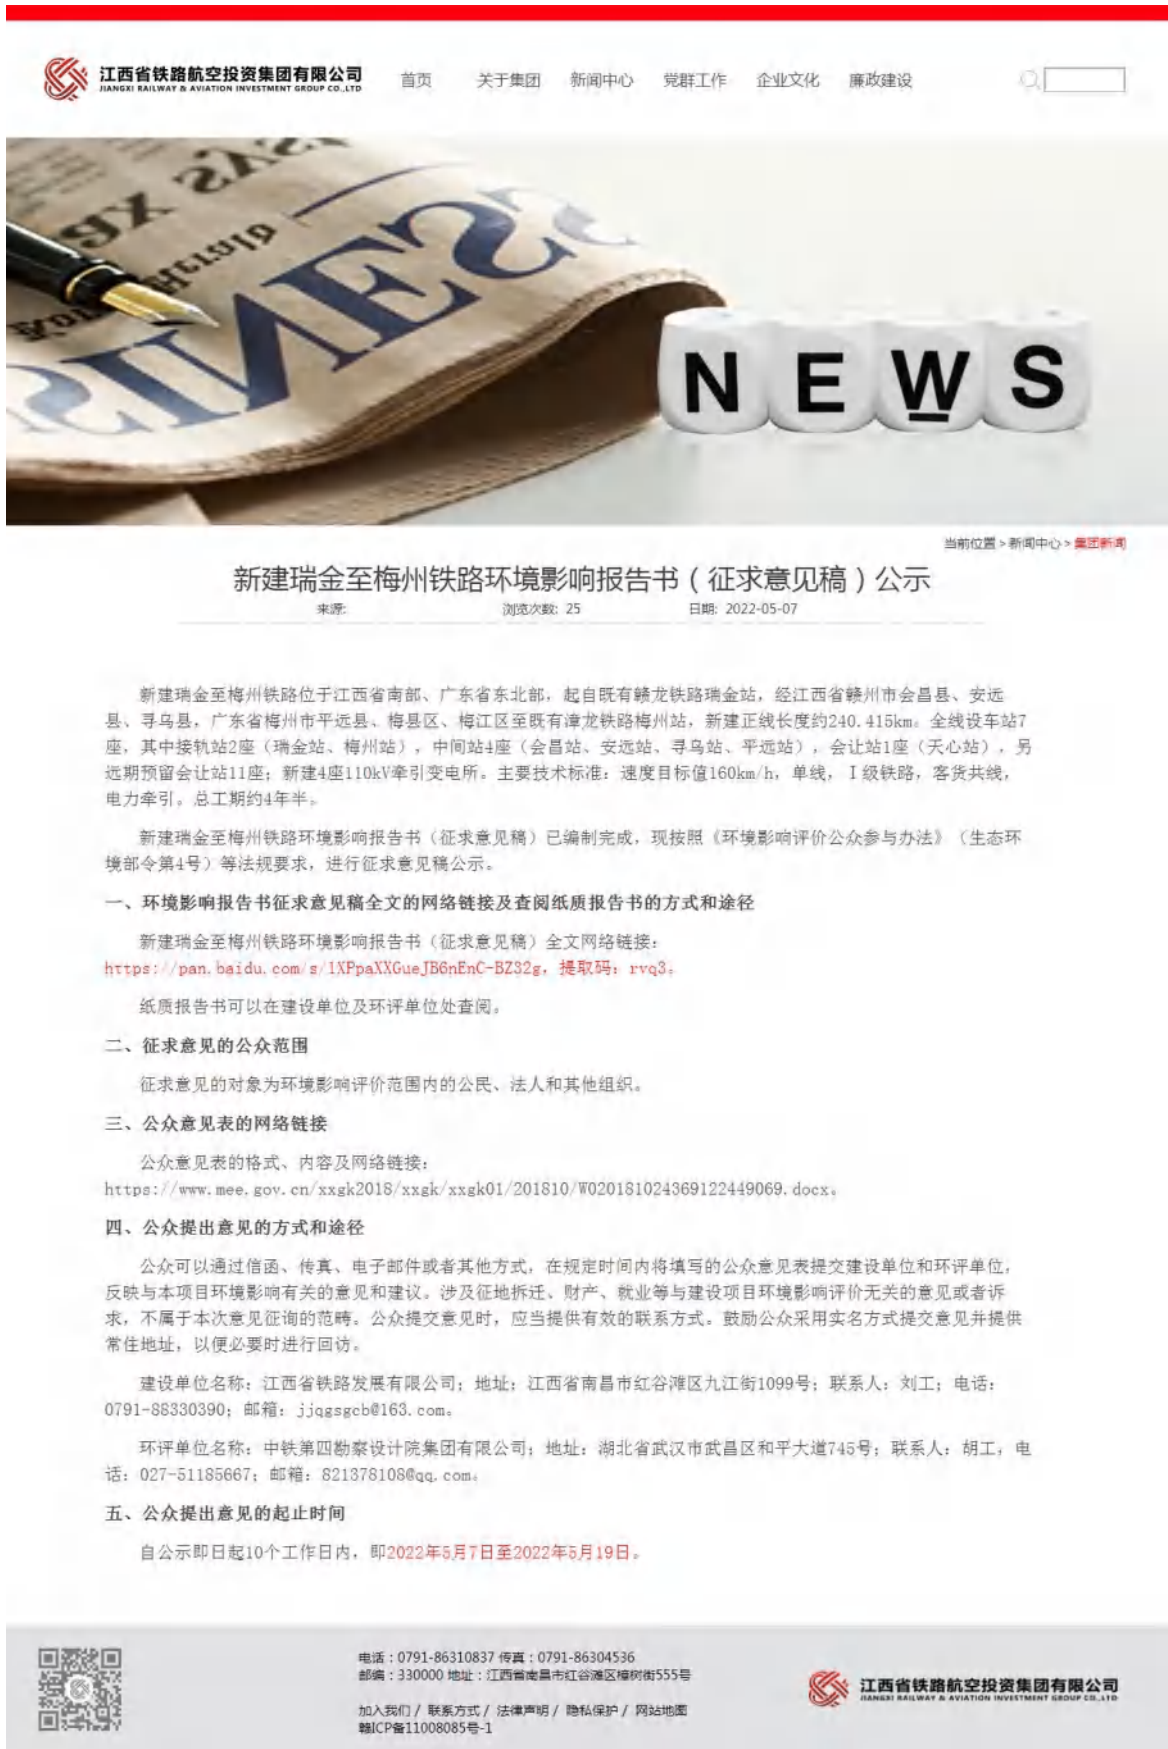 江西省铁路航空投资集团有限公司
JIANGXI RAILWAY & AVIATION INVESTMENT GROUP CO.,LTD
首页 关于集团 新闻中心 党群工作 企业文化 廉政建设
NEWS
当前位置 > 新闻中心 > 集团新闻
新建瑞金至梅州铁路环境影响报告书（征求意见稿）公示
来源: 浏览次数: 25 日期: 2022-05-07
新建瑞金至梅州铁路位于江西省南部、广东省东北部，起自既有赣龙铁路瑞金站，经江西省赣州市会昌县、安远
县、寻乌县，广东省梅州市平远县、梅县区、梅江区至既有漳龙铁路梅州站，新建正线长度约240.415km。全线设车站7
座，其中接轨站2座（瑞金站、梅州站），中间站4座（会昌站、安远站、寻乌站、平远站），会让站1座（天心站），另
远期预留会让站11座；新建4座110kV牵引变电所。主要技术标准：速度目标值160km/h，单线，Ⅰ级铁路，客货共线，
电力牵引。总工期约4年半。
新建瑞金至梅州铁路环境影响报告书（征求意见稿）已编制完成，现按照《环境影响评价公众参与办法》（生态环
境部令第4号）等法规要求，进行征求意见稿公示。
一、环境影响报告书征求意见稿全文的网络链接及查阅纸质报告书的方式和途径
新建瑞金至梅州铁路环境影响报告书（征求意见稿）全文网络链接：
https://pan.baidu.com/s/1XPpaXXGueJB6nEnC-BZ32g，提取码：rvq3。
纸质报告书可以在建设单位及环评单位处查阅。
二、征求意见的公众范围
征求意见的对象为环境影响评价范围内的公民、法人和其他组织。
三、公众意见表的网络链接
公众意见表的格式、内容及网络链接：
https://www.mee.gov.cn/xxgk2018/xxgk/xxgk01/201810/W020181024369122449069.docx。
四、公众提出意见的方式和途径
公众可以通过信函、传真、电子邮件或者其他方式，在规定时间内将填写的公众意见表提交建设单位和环评单位，
反映与本项目环境影响有关的意见和建议。涉及征地拆迁、财产、就业等与建设项目环境影响评价无关的意见或者诉
求，不属于本次意见征询的范畴。公众提交意见时，应当提供有效的联系方式。鼓励公众采用实名方式提交意见并提供
常住地址，以便必要时进行回访。
建设单位名称：江西省铁路发展有限公司；地址：江西省南昌市红谷滩区九江街1099号；联系人：刘工；电话：
0791-88330390；邮箱：jjqgsgcb@163.com。
环评单位名称：中铁第四勘察设计院集团有限公司；地址：湖北省武汉市武昌区和平大道745号；联系人：胡工，电
话：027-51185667；邮箱：821378108@qq.com。
五、公众提出意见的起止时间
自公示即日起10个工作日内，即2022年5月7日至2022年5月19日。
电话：0791-86310837 传真：0791-86304536
邮编：330000 地址：江西省南昌市红谷滩区樟树街555号
加入我们 / 联系方式 / 法律声明 / 隐私保护 / 网站地图
赣ICP备11008085号-1
江西省铁路航空投资集团有限公司
JIANGXI RAILWAY & AVIATION INVESTMENT GROUP CO.,LTD